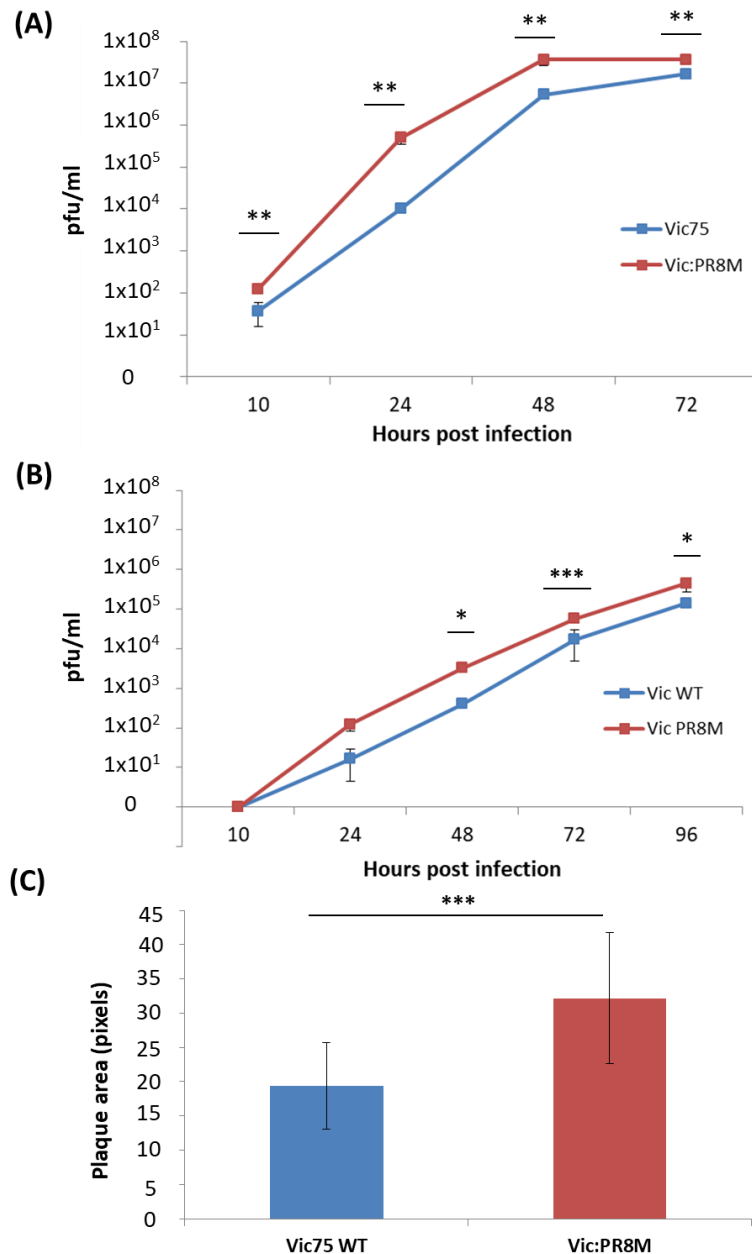 (A)
** ** ** **
1x10⁸
1x10⁷
1x10⁶
1x10⁵
1x10⁴
1x10³
1x10²
1x10¹
0
pfu/ml
Vic75
Vic:PR8M
10 24 48 72
Hours post infection
(B)
* *** *
1x10⁸
1x10⁷
1x10⁶
1x10⁵
1x10⁴
1x10³
1x10²
1x10¹
0
pfu/ml
Vic WT
Vic PR8M
10 24 48 72 96
Hours post infection
(C)
***
45
40
35
30
25
20
15
10
5
0
Plaque area (pixels)
Vic75 WT Vic:PR8M